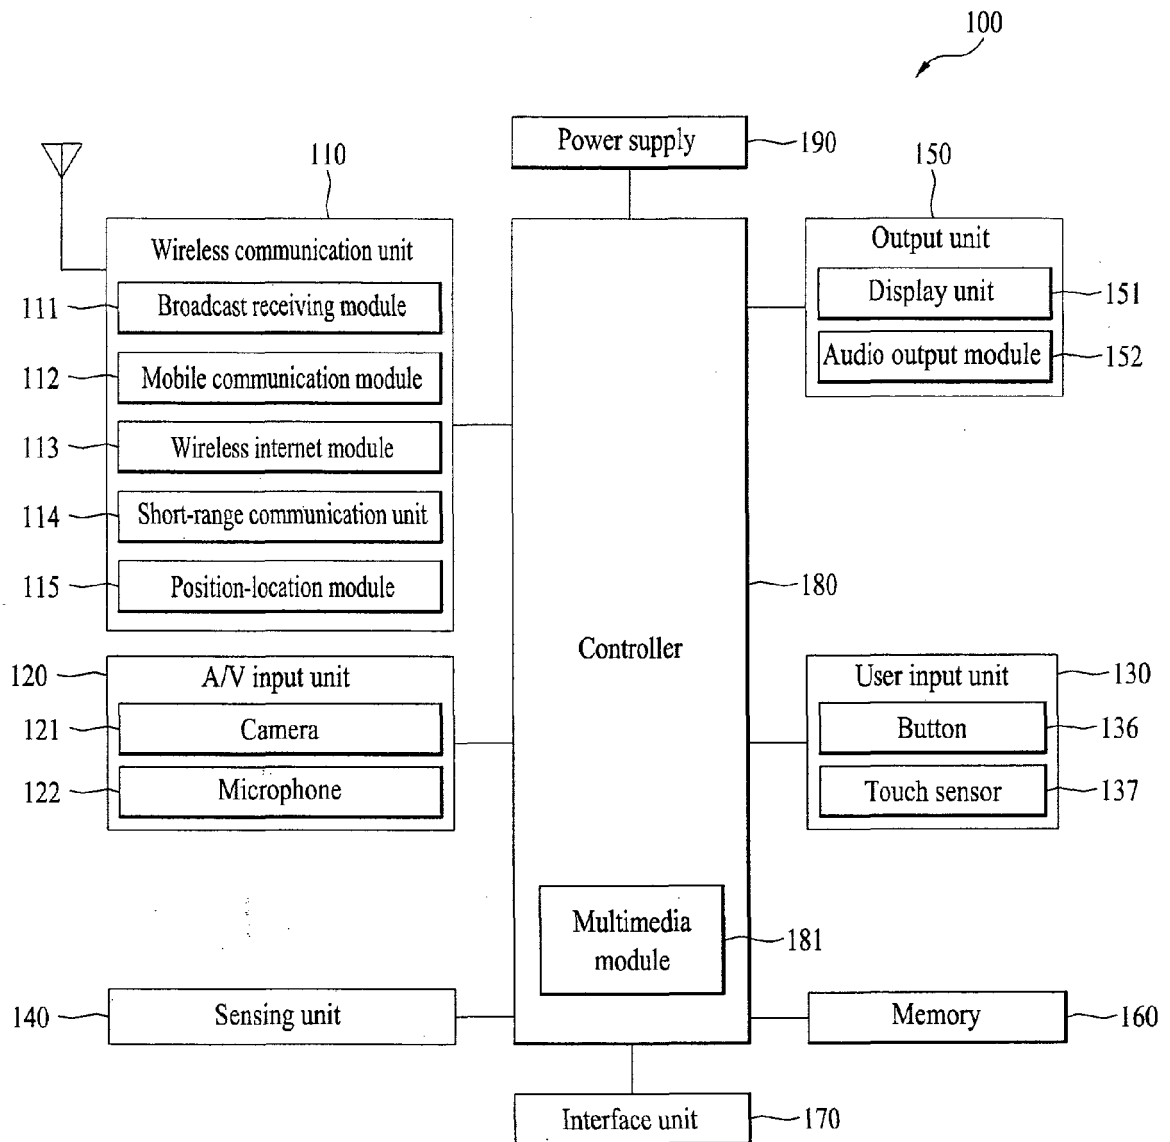 100
Power supply
190
110
150
Wireless communication unit
Output unit
111
Broadcast receiving module
Display unit
151
112
Mobile communication module
Audio output module
152
113
Wireless internet module
114
Short-range communication unit
115
Position-location module
180
Controller
120
A/V input unit
User input unit
130
121
Camera
Button
136
122
Microphone
Touch sensor
137
Multimedia
module
181
140
Sensing unit
Memory
160
Interface unit
170